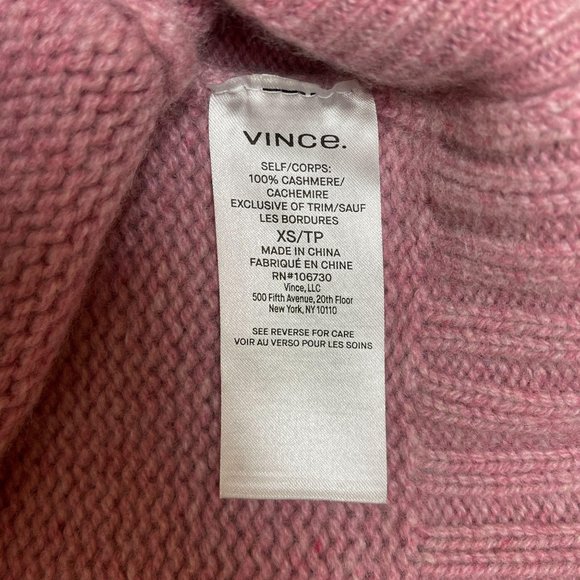 VINCE.
SELF/CORPS:
100% CASHMERE/
CACHEMIRE
EXCLUSIVE OF TRIM/SAUF
LES BORDURES
XS/TP
MADE IN CHINA
FABRIQUÉ EN CHINE
RN#106730
Vince, LLC
500 Fifth Avenue, 20th Floor
New York, NY 10110
SEE REVERSE FOR CARE
VOIR AU VERSO POUR LES SOINS